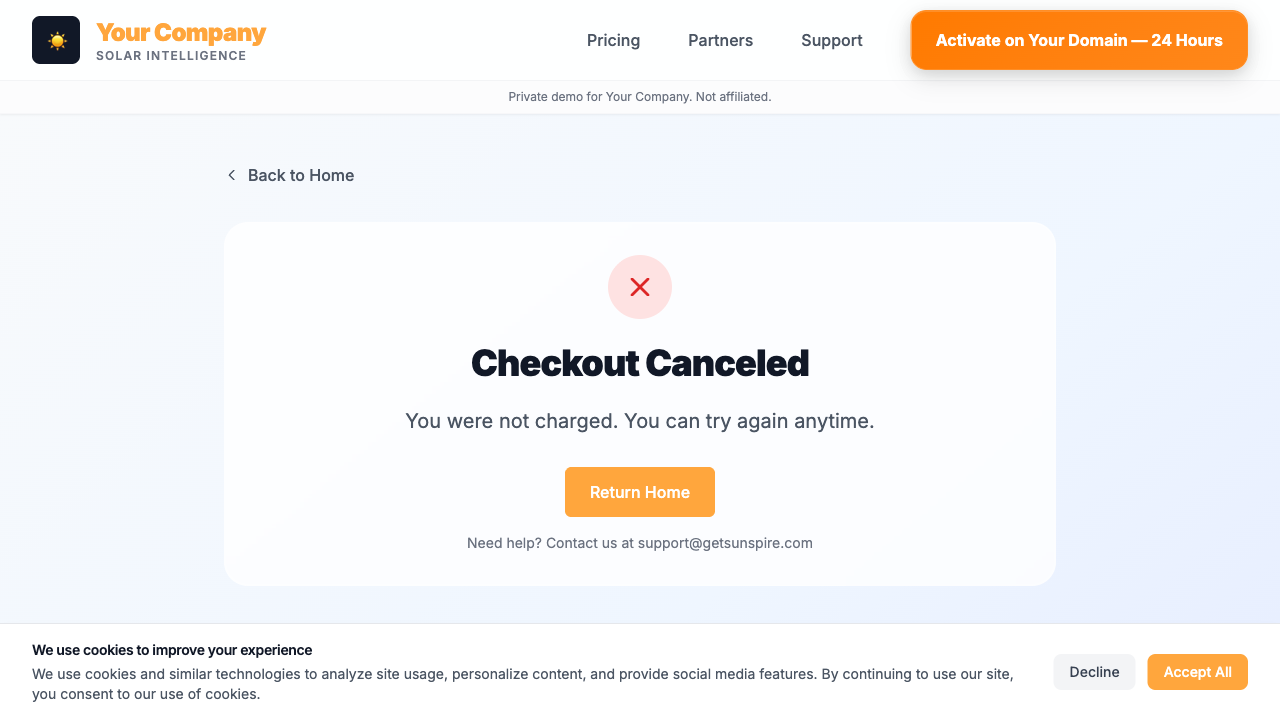 Your Company
SOLAR INTELLIGENCE
Pricing
Partners
Support
Activate on Your Domain — 24 Hours
Private demo for Your Company. Not affiliated.
Back to Home
Checkout Canceled
You were not charged. You can try again anytime.
Return Home
Need help? Contact us at support@getsunspire.com
We use cookies to improve your experience
We use cookies and similar technologies to analyze site usage, personalize content, and provide social media features. By continuing to use our site,
you consent to our use of cookies.
Decline
Accept All